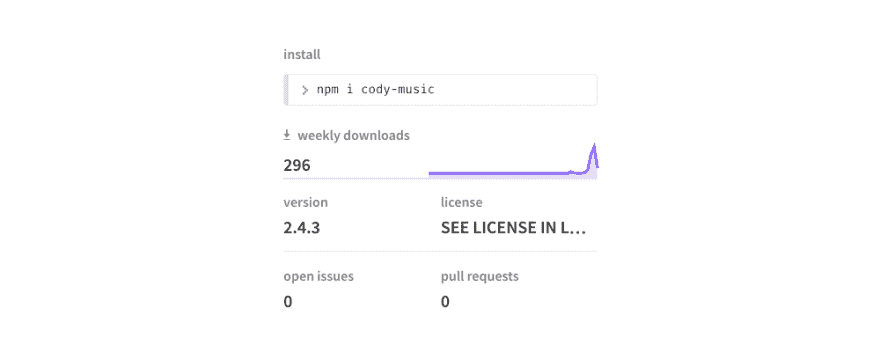 install
> npm i cody-music
weekly downloads
296
version
license
2.4.3
SEE LICENSE IN L...
open issues
pull requests
0
0